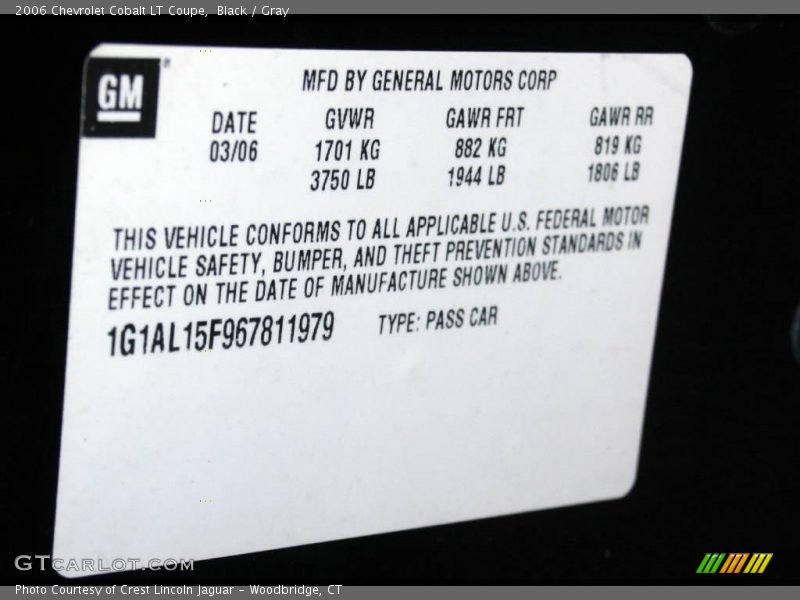 2006 Chevrolet Cobalt LT Coupe, Black / Gray
GM
MFD BY GENERAL MOTORS CORP
DATE GVWR GAWR FRT GAWR RR
03/06 1701 KG 882 KG 819 KG
3750 LB 1944 LB 1806 LB
THIS VEHICLE CONFORMS TO ALL APPLICABLE U.S. FEDERAL MOTOR
VEHICLE SAFETY, BUMPER, AND THEFT PREVENTION STANDARDS IN
EFFECT ON THE DATE OF MANUFACTURE SHOWN ABOVE.
1G1AL15F967811979 TYPE: PASS CAR
GTCARLOT.COM
Photo Courtesy of Crest Lincoln Jaguar - Woodbridge, CT